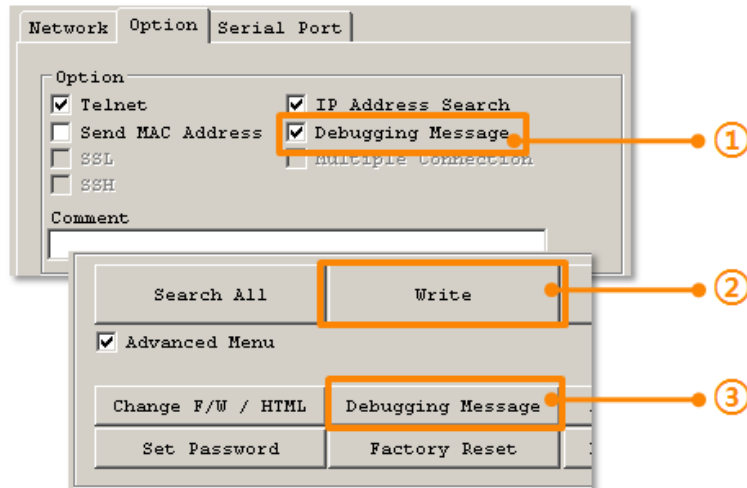 Network Option Serial Port
Option
Telnet IP Address Search
Send MAC Address Debugging Message
SSL Multiple Connection
SSH
Comment
①
Search All Write
②
Advanced Menu
Change F/W / HTML Debugging Message
③
Set Password Factory Reset